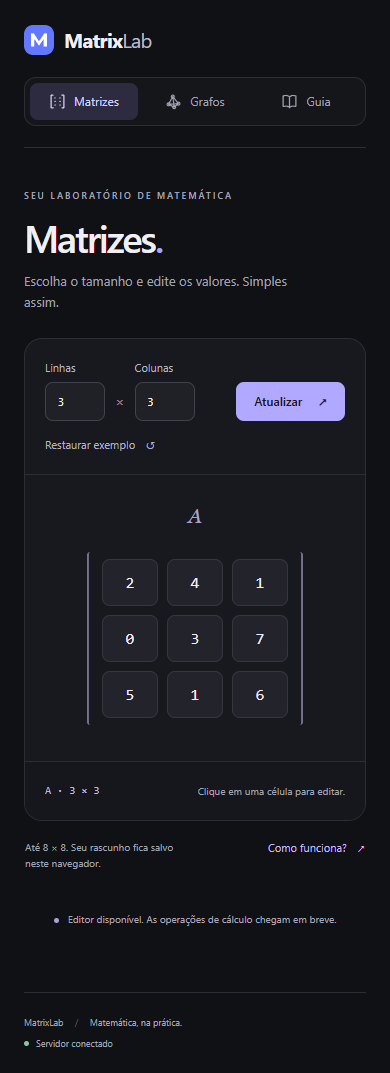 MatrixLab
Matrizes Grafos Guia
SEU LABORATÓRIO DE MATEMÁTICA
Matrizes.
Escolha o tamanho e edite os valores. Simples
assim.
Linhas Colunas
3 × 3 Atualizar ↗
Restaurar exemplo ↺
A
2 4 1
0 3 7
5 1 6
A · 3 × 3 Clique em uma célula para editar.
Até 8 × 8. Seu rascunho fica salvo
neste navegador.
Como funciona? ↗
Editor disponível. As operações de cálculo chegam em breve.
MatrixLab / Matemática, na prática.
Servidor conectado